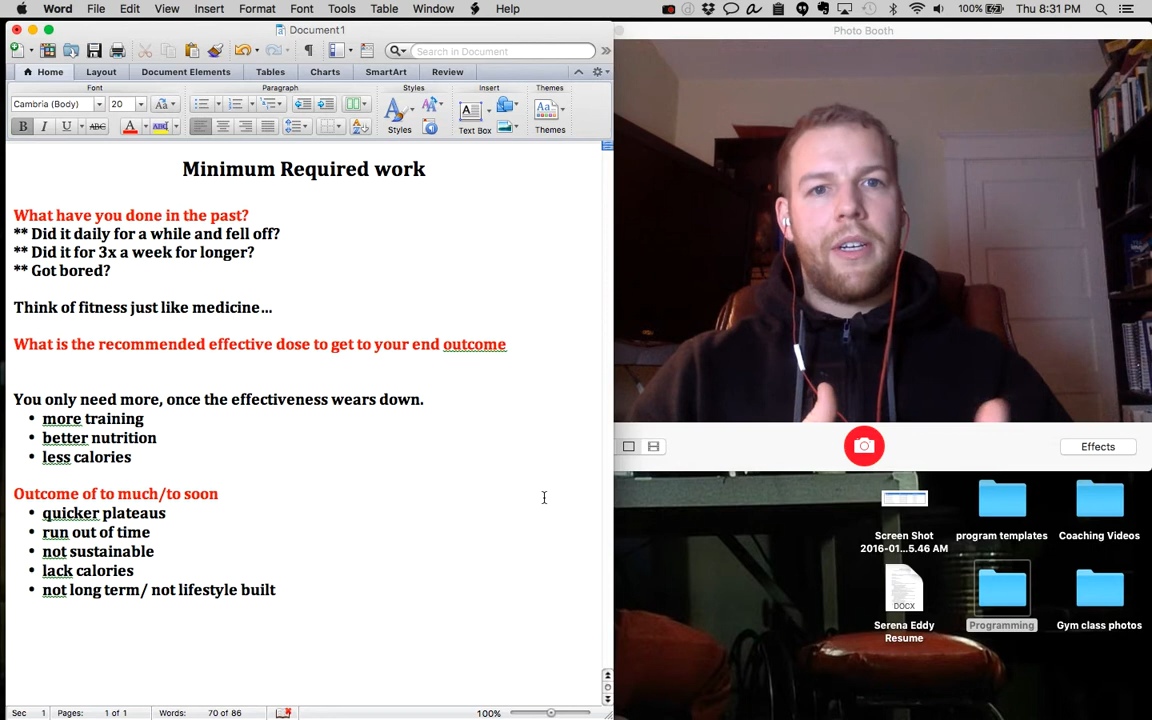 Word File Edit View Insert Format Font Tools Table Window Help 100% Thu 8:31 PM
Document1
Search in Document
Home Layout Document Elements Tables Charts SmartArt Review
Font Paragraph Styles Insert Themes
Cambria (Body) 20 Aa
B I U ABC A ABC Styles Text Box Themes
Minimum Required work
What have you done in the past?
** Did it daily for a while and fell off?
** Did it for 3x a week for longer?
** Got bored?
Think of fitness just like medicine...
What is the recommended effective dose to get to your end outcome
You only need more, once the effectiveness wears down.
• more training
• better nutrition
• less calories
Outcome of to much/to soon
• quicker plateaus
• run out of time
• not sustainable
• lack calories
• not long term/ not lifestyle built
Sec 1 Pages: 1 of 1 Words: 70 of 86 100%
Photo Booth
Effects
Screen Shot
2016-01...5.46 AM
program templates
Coaching Videos
DOCX
Serena Eddy
Resume
Programming
Gym class photos